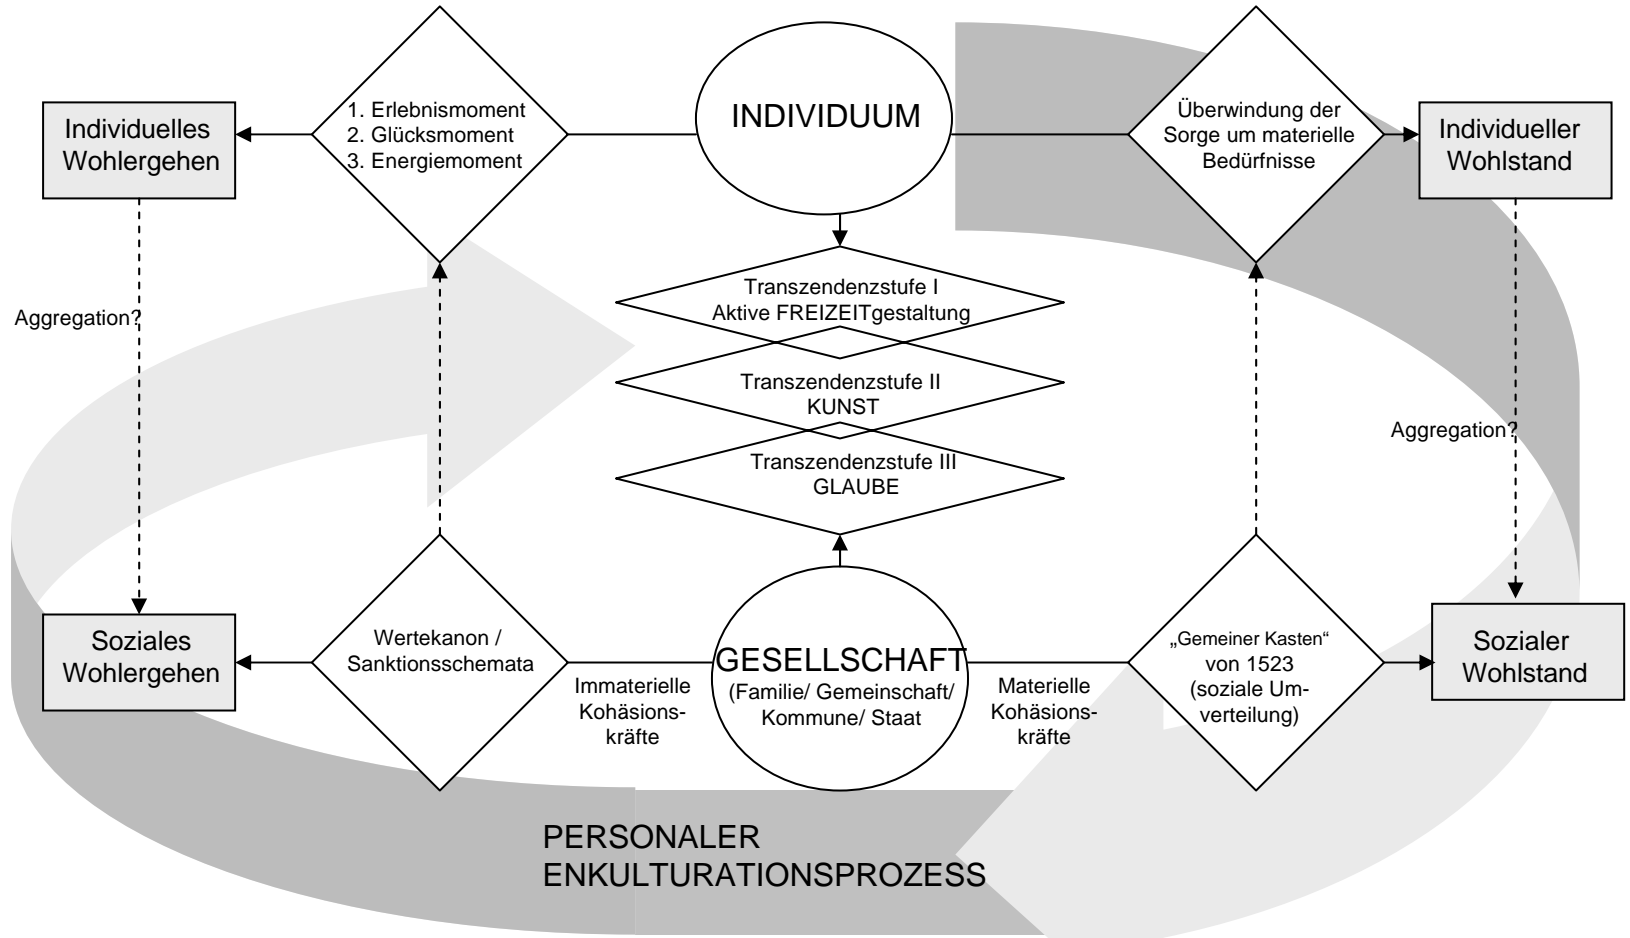 Individuelles
Wohlergehen
1. Erlebnismoment
2. Glücksmoment
3. Energiemoment
INDIVIDUUM
Überwindung der
Sorge um materielle
Bedürfnisse
Individueller
Wohlstand
Aggregation?
Transzendenzstufe I
Aktive FREIZEITgestaltung
Transzendenzstufe II
KUNST
Transzendenzstufe III
GLAUBE
Aggregation?
Soziales
Wohlergehen
Wertekanon /
Sanktionsschemata
Immaterielle
Kohäsions-
kräfte
GESELLSCHAFT
(Familie/ Gemeinschaft/
Kommune/ Staat
Materielle
Kohäsions-
kräfte
„Gemeiner Kasten“
von 1523
(soziale Um-
verteilung)
Sozialer
Wohlstand
PERSONALER
ENKULTURATIONSPROZESS